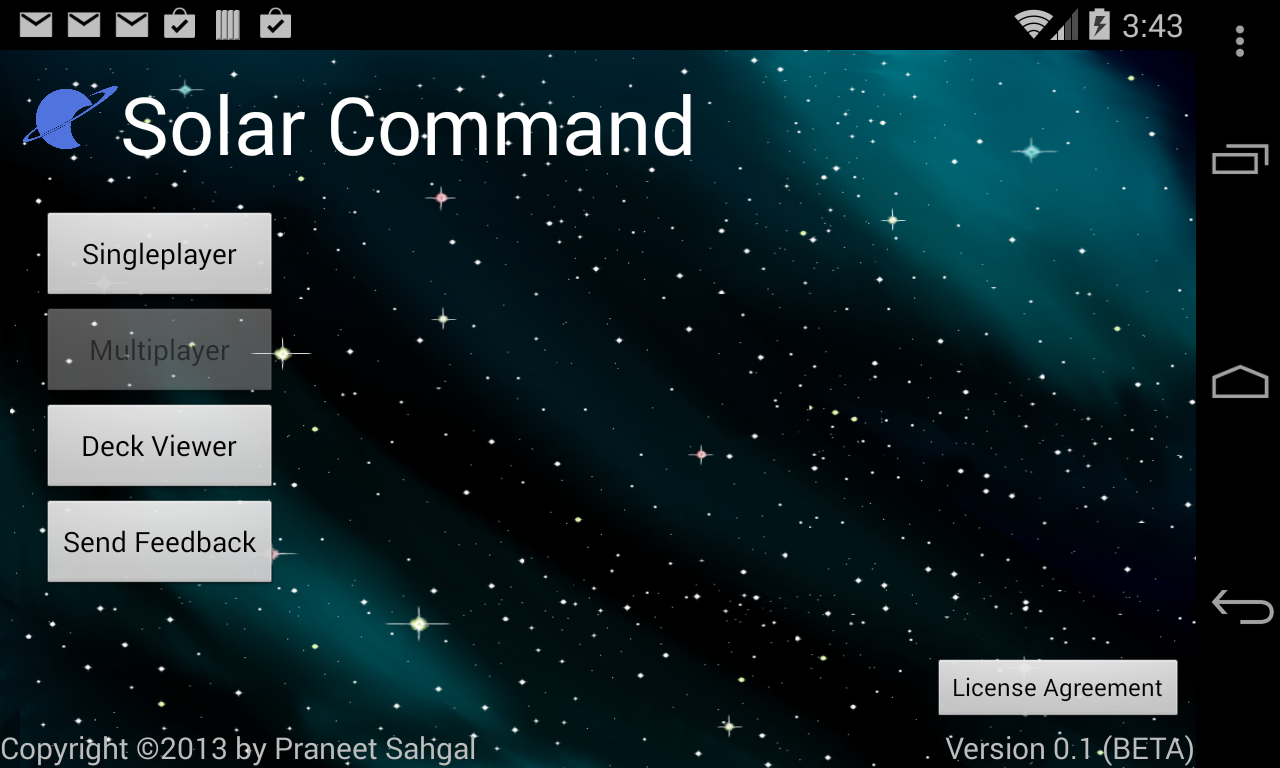 3:43
Solar Command
Singleplayer
Multiplayer
Deck Viewer
Send Feedback
License Agreement
Copyright ©2013 by Praneet Sahgal
Version 0.1 (BETA)